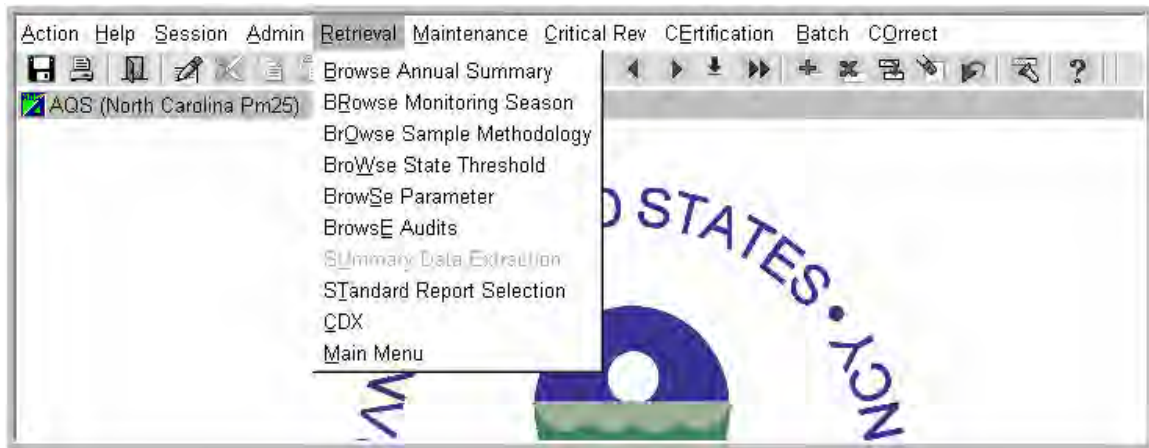 Action Help Session Admin Retrieval Maintenance Critical Rev CErtification Batch COrrect
AQS (North Carolina Pm25)
Browse Annual Summary
BRowse Monitoring Season
BrOwse Sample Methodology
BroWse State Threshold
BrowSe Parameter
BrowsE Audits
SUmmary Data Extraction
STandard Report Selection
CDX
Main Menu
D STATES • 
NCY